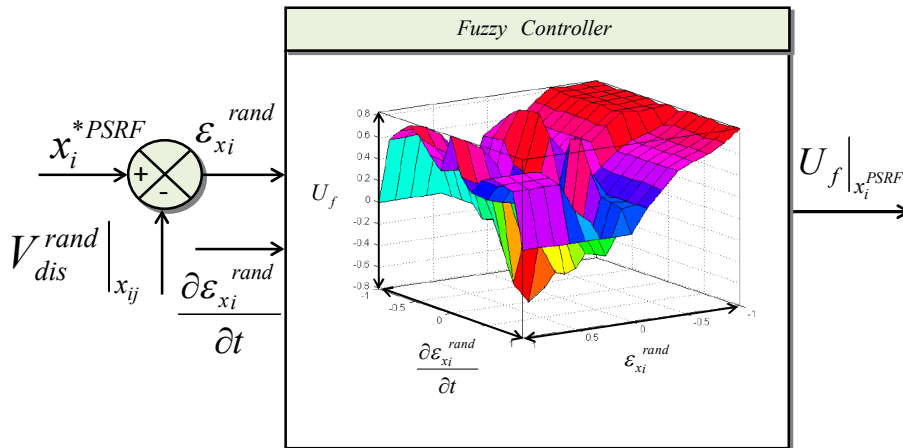 Fuzzy Controller
x_i^{*PSRF}
+
-
ε_{xi}^{rand}
V_{dis}^{rand}|_{x_{ij}}
∂ε_{xi}^{rand}
∂t
U_f
0.8
0.6
0.4
0.2
0
-0.2
-0.4
-0.6
-0.8
-1
-0.5
0
1
1
0.5
0
-0.5
-1
∂ε_{xi}^{rand}
∂t
ε_{xi}^{rand}
U_f|_{x_i^{PSRF}}